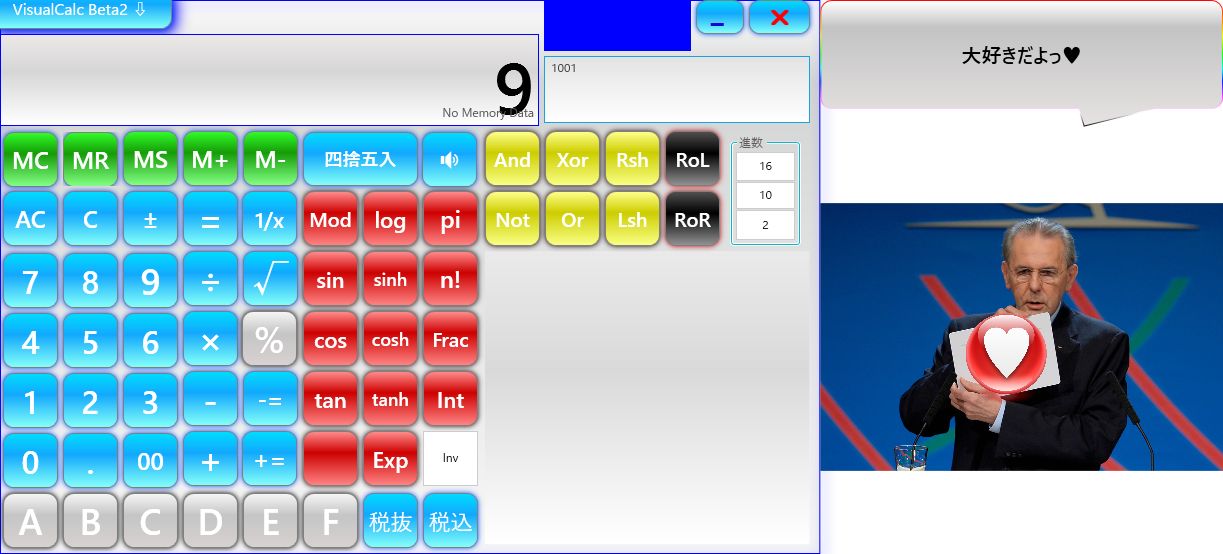 VisualCalc Beta2 ⇩
9
No Memory Data
1001
大好きだよっ♥
MC MR MS M+ M- 四捨五入 And Xor Rsh RoL
進数
16
10
2
AC C ± = 1/x Mod log pi Not Or Lsh RoR
7 8 9 ÷ √ sin sinh n!
4 5 6 × % cos cosh Frac
1 2 3 - -= tan tanh Int
0 . 00 + += Exp Inv
A B C D E F 税抜 税込